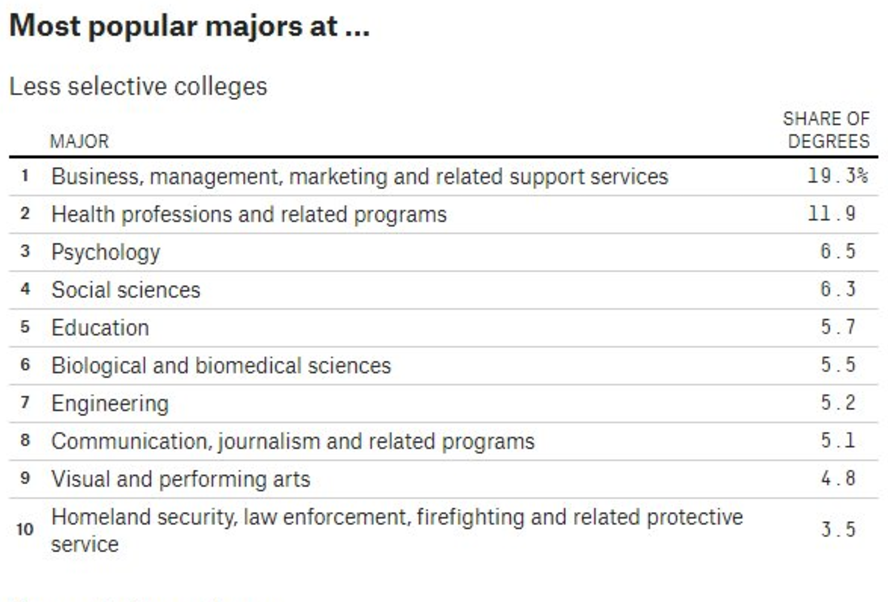 Most popular majors at ...
Less selective colleges
MAJOR SHARE OF DEGREES
1 Business, management, marketing and related support services 19.3%
2 Health professions and related programs 11.9
3 Psychology 6.5
4 Social sciences 6.3
5 Education 5.7
6 Biological and biomedical sciences 5.5
7 Engineering 5.2
8 Communication, journalism and related programs 5.1
9 Visual and performing arts 4.8
10 Homeland security, law enforcement, firefighting and related protective
service 3.5